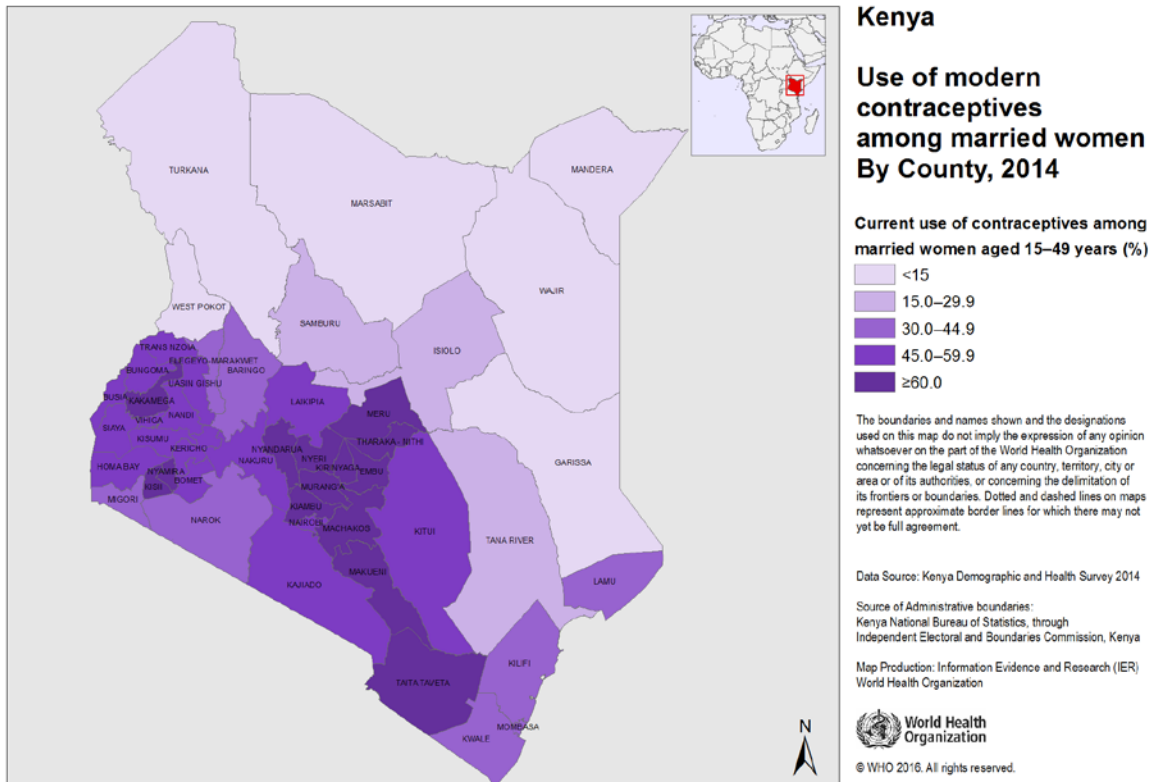 Kenya
Use of modern
contraceptives
among married women
By County, 2014
Current use of contraceptives among
married women aged 15–49 years (%)
<15
15.0–29.9
30.0–44.9
45.0–59.9
≥60.0
The boundaries and names shown and the designations
used on this map do not imply the expression of any opinion
whatsoever on the part of the World Health Organization
concerning the legal status of any country, territory, city or
area or of its authorities, or concerning the delimitation of
its frontiers or boundaries. Dotted and dashed lines on maps
represent approximate border lines for which there may not
yet be full agreement.
Data Source: Kenya Demographic and Health Survey 2014
Source of Administrative boundaries:
Kenya National Bureau of Statistics, through
Independent Electoral and Boundaries Commission, Kenya
Map Production: Information Evidence and Research (IER)
World Health Organization
World Health
Organization
© WHO 2016. All rights reserved.
TURKANA
MANDERA
MARSABIT
WAJIR
WEST POKOT
SAMBURU
ISIOLO
TRANS NZOIA
ELEGEYO-MARAKWET
BUNGOMA
BARINGO
UASIN GISHU
BUSIA
KAKAMEGA
LAIKIPIA
MERU
VIHIGA
NANDI
SIAYA
KISUMU
KERICHO
NYANDARUA
THARAKA - NITHI
NYERI
NAKURU
KIRINYAGA
EMBU
GARISSA
HOMA BAY
NYAMIRA
KISII
BOMET
MURANG'A
MIGORI
KIAMBU
NAROK
NAIROBI
MACHAKOS
KITUI
TANA RIVER
MAKUENI
KAJIADO
LAMU
KILIFI
TAITA TAVETA
MOMBASA
KWALE
N